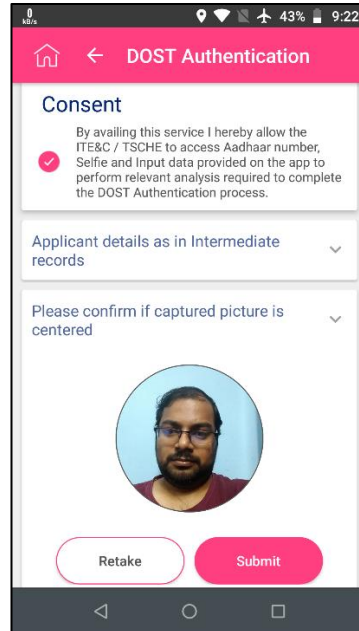 0
kB/s
43% 9:22
DOST Authentication
Consent
By availing this service I hereby allow the
ITE&C / TSCHE to access Aadhaar number,
Selfie and Input data provided on the app to
perform relevant analysis required to complete
the DOST Authentication process.
Applicant details as in Intermediate
records
Please confirm if captured picture is
centered
Retake Submit